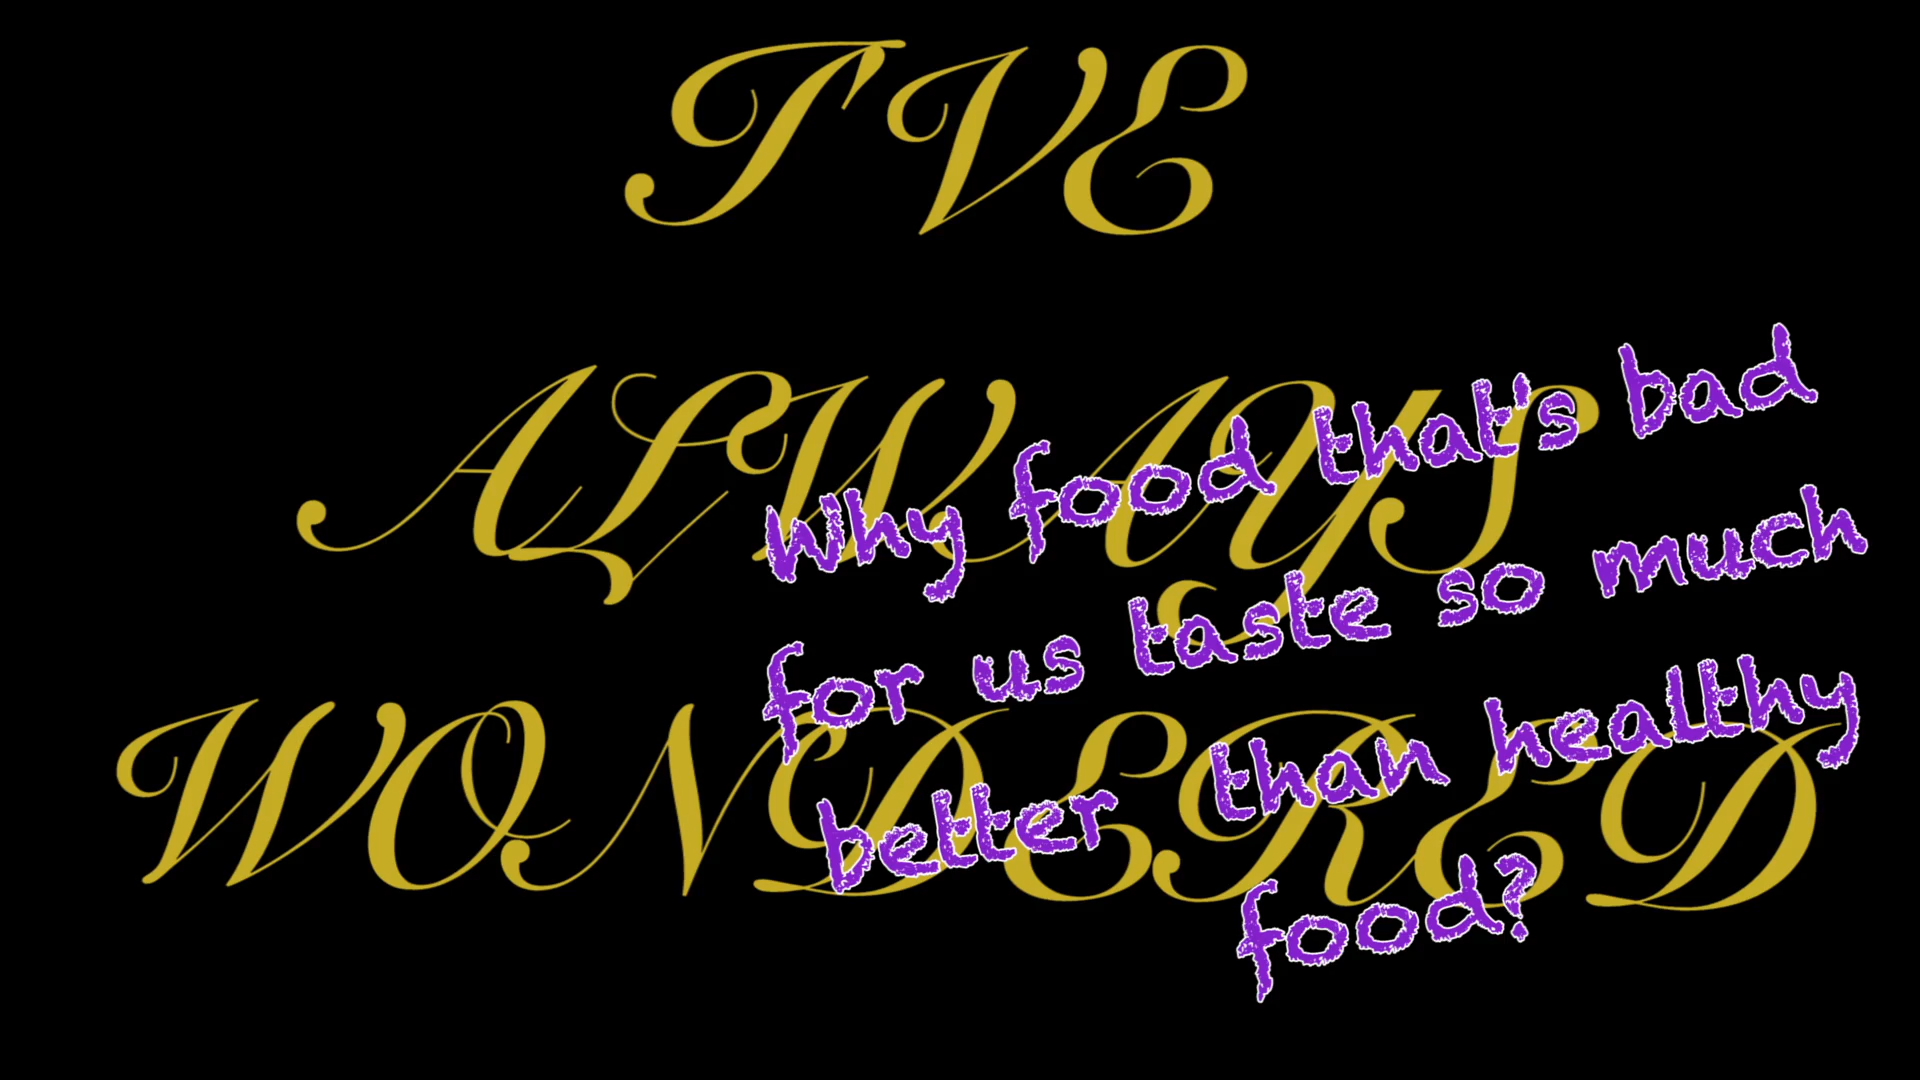 I'VE
ALWAYS
WONDERED
Why food that's bad
for us taste so much
better than healthy
food?